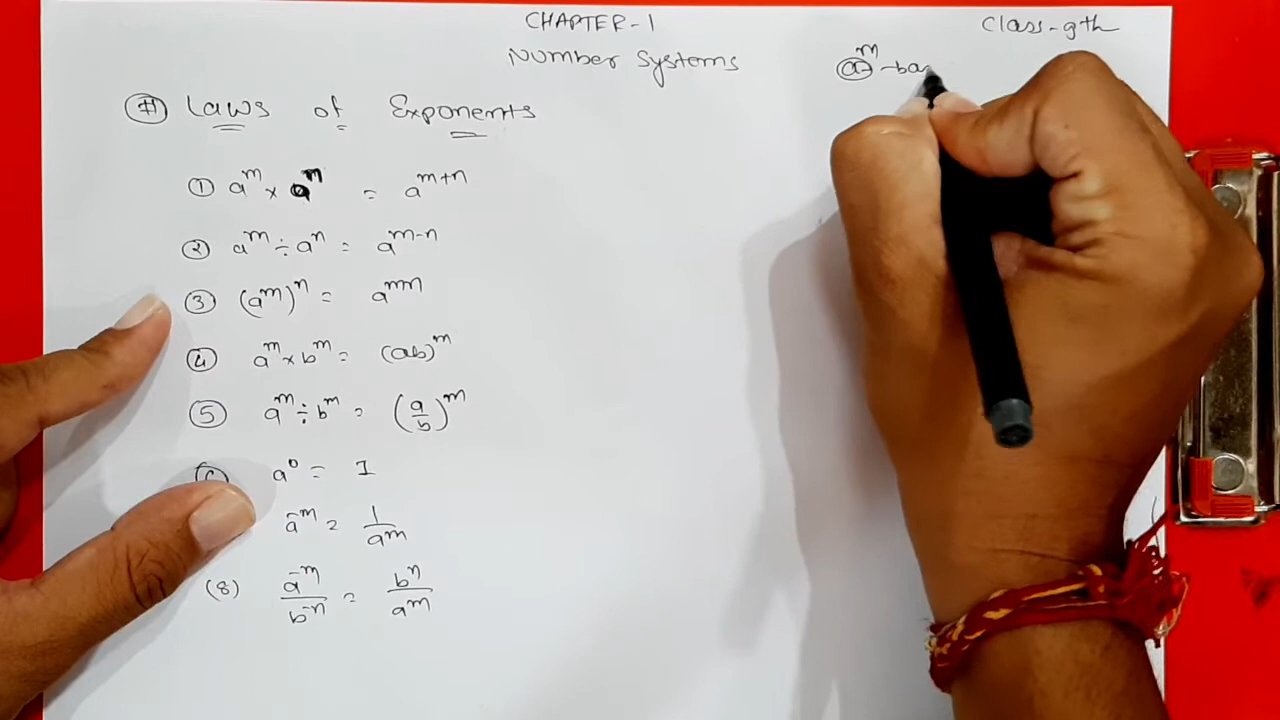 CHAPTER-1
Class-9th
Number Systems
a^m -ba
# Laws of Exponents
① a^m × a^n = a^(m+n)
② a^m ÷ a^n = a^(m-n)
③ (a^m)^n = a^(mn)
④ a^m × b^m = (ab)^m
⑤ a^m ÷ b^m = (a/b)^m
a^0 = 1
a^-m = 1/a^m
(8) a^-m/b^-n = b^n/a^m